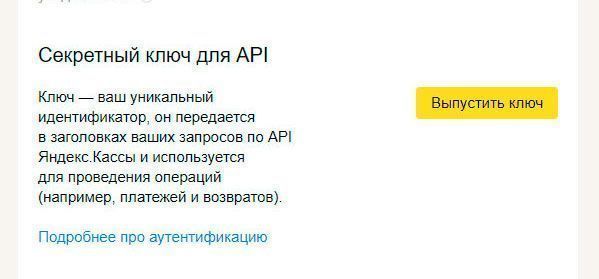 Секретный ключ для API
Ключ — ваш уникальный
идентификатор, он передается
в заголовках ваших запросов по API
Яндекс.Кассы и используется
для проведения операций
(например, платежей и возвратов).
Выпустить ключ
Подробнее про аутентификацию